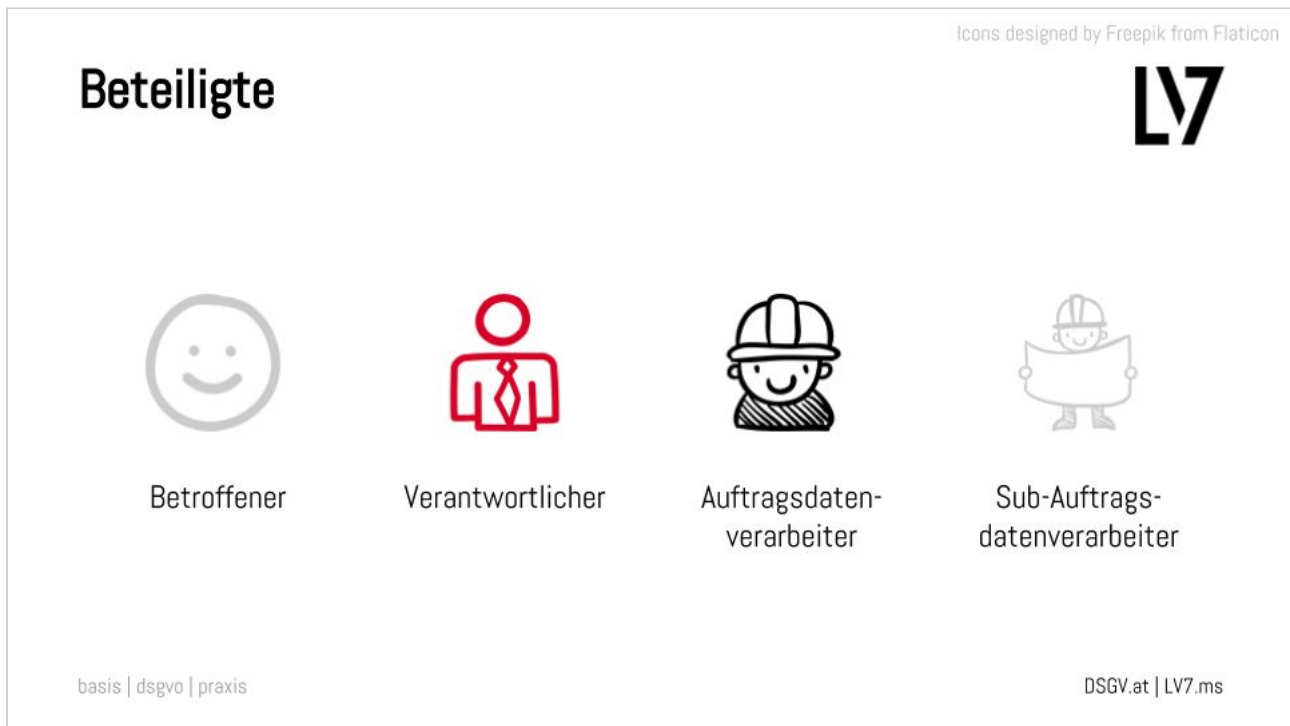 Icons designed by Freepik from Flaticon
Beteiligte
LV7
Betroffener
Verantwortlicher
Auftragsdaten-
verarbeiter
Sub-Auftrags-
datenverarbeiter
basis | dsgvo | praxis
DSGV.at | LV7.ms